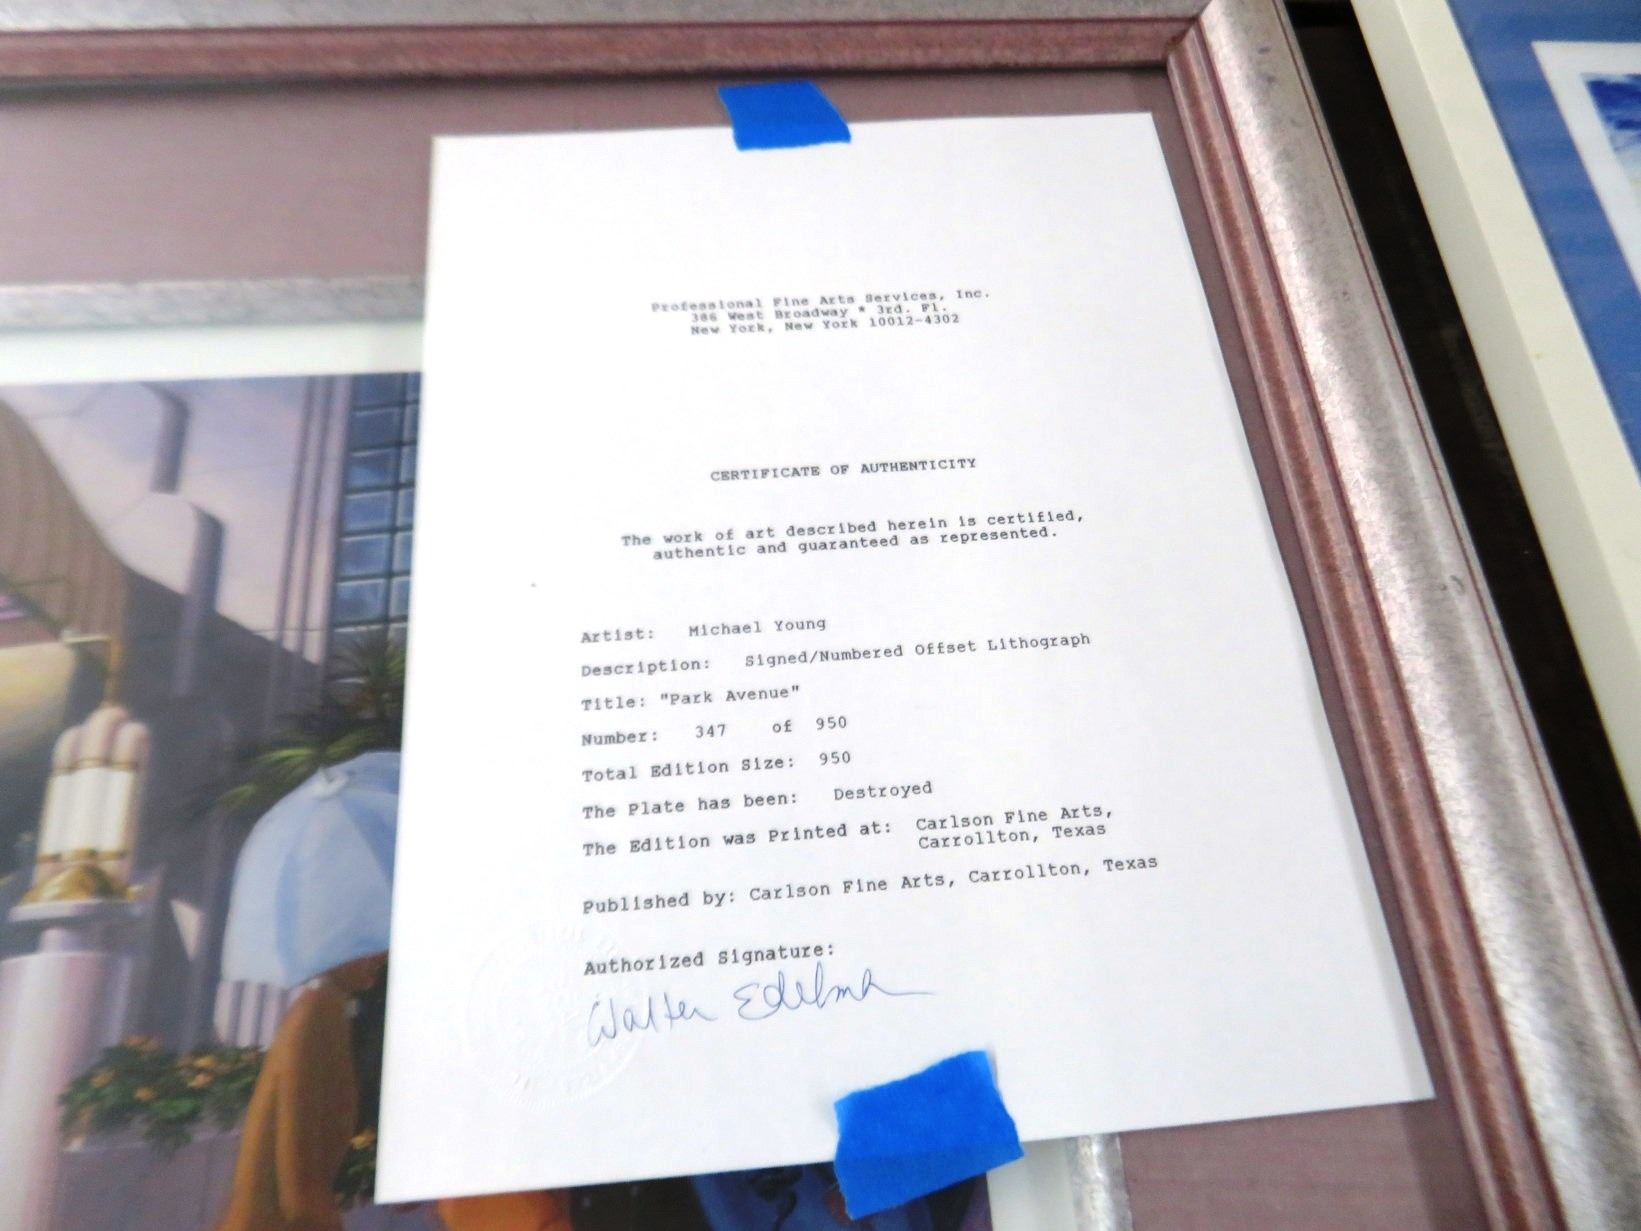 Professional Fine Arts Services, Inc.
386 West Broadway * 3rd. Fl.
New York, New York 10012-4302
CERTIFICATE OF AUTHENTICITY
The work of art described herein is certified,
authentic and guaranteed as represented.
Artist: Michael Young
Description: Signed/Numbered Offset Lithograph
Title: "Park Avenue"
Number: 347 of 950
Total Edition Size: 950
The Plate has been: Destroyed
The Edition was Printed at: Carlson Fine Arts,
Carrollton, Texas
Published by: Carlson Fine Arts, Carrollton, Texas
Authorized Signature:
Walter Edelman